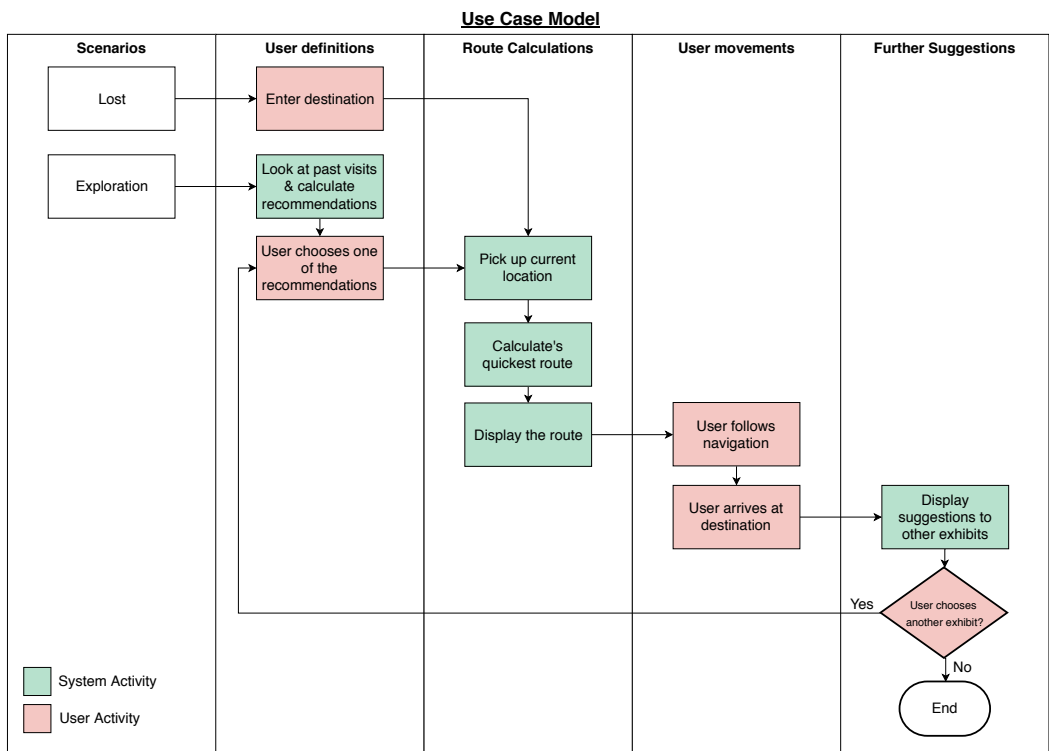 Use Case Model
Scenarios
User definitions
Route Calculations
User movements
Further Suggestions
Lost
Enter destination
Exploration
Look at past visits
& calculate
recommendations
User chooses one
of the
recommendations
Pick up current
location
Calculate's
quickest route
Display the route
User follows
navigation
User arrives at
destination
Display
suggestions to
other exhibits
User chooses
another exhibit?
Yes
No
End
System Activity
User Activity